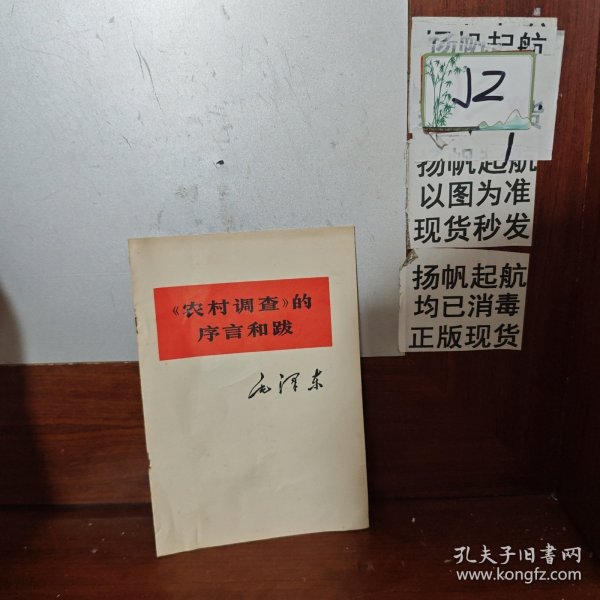 扬帆起航
J2
1
扬帆起航
以图为准
现货秒发
扬帆起航
均已消毒
正版现货
《农村调查》的
序言和跋
毛泽东
孔夫子旧书网
www.kongfz.com